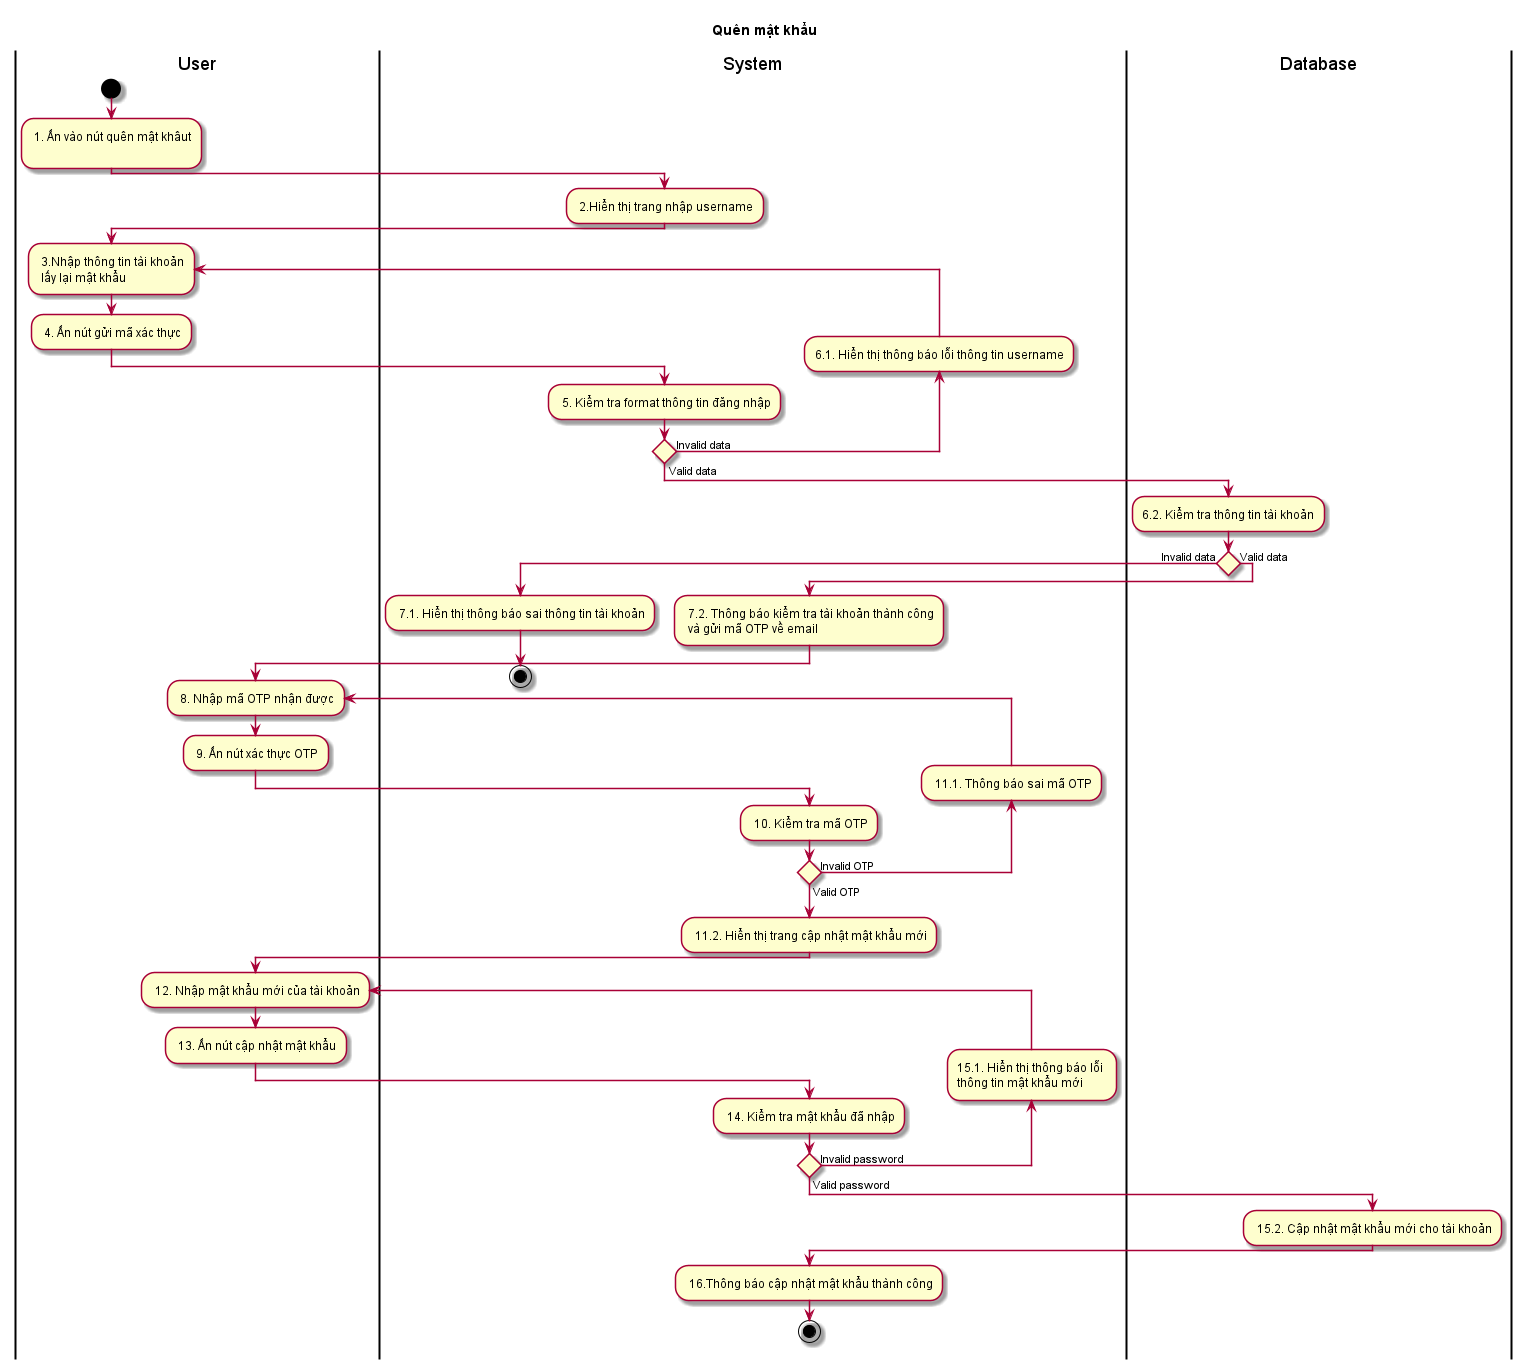 Quên mật khẩu
User
System
Database
1. Ấn vào nút quên mật khâut
2.Hiển thị trang nhập username
3.Nhập thông tin tài khoản
lấy lại mật khẩu
4. Ấn nút gửi mã xác thực
6.1. Hiển thị thông báo lỗi thông tin username
5. Kiểm tra format thông tin đăng nhập
Invalid data
Valid data
6.2. Kiểm tra thông tin tài khoản
Invalid data
Valid data
7.1. Hiển thị thông báo sai thông tin tài khoản
7.2. Thông báo kiểm tra tài khoản thành công
và gửi mã OTP về email
8. Nhập mã OTP nhận được
9. Ấn nút xác thực OTP
11.1. Thông báo sai mã OTP
10. Kiểm tra mã OTP
Invalid OTP
Valid OTP
11.2. Hiển thị trang cập nhật mật khẩu mới
12. Nhập mật khẩu mới của tài khoản
13. Ấn nút cập nhật mật khẩu
15.1. Hiển thị thông báo lỗi
thông tin mật khẩu mới
14. Kiểm tra mật khẩu đã nhập
Invalid password
Valid password
15.2. Cập nhật mật khẩu mới cho tài khoản
16.Thông báo cập nhật mật khẩu thành công